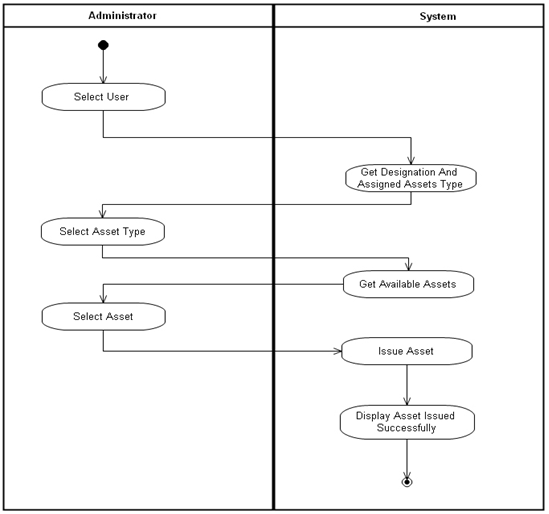 Administrator
System
Select User
Get Designation And
Assigned Assets Type
Select Asset Type
Get Available Assets
Select Asset
Issue Asset
Display Asset Issued
Successfully